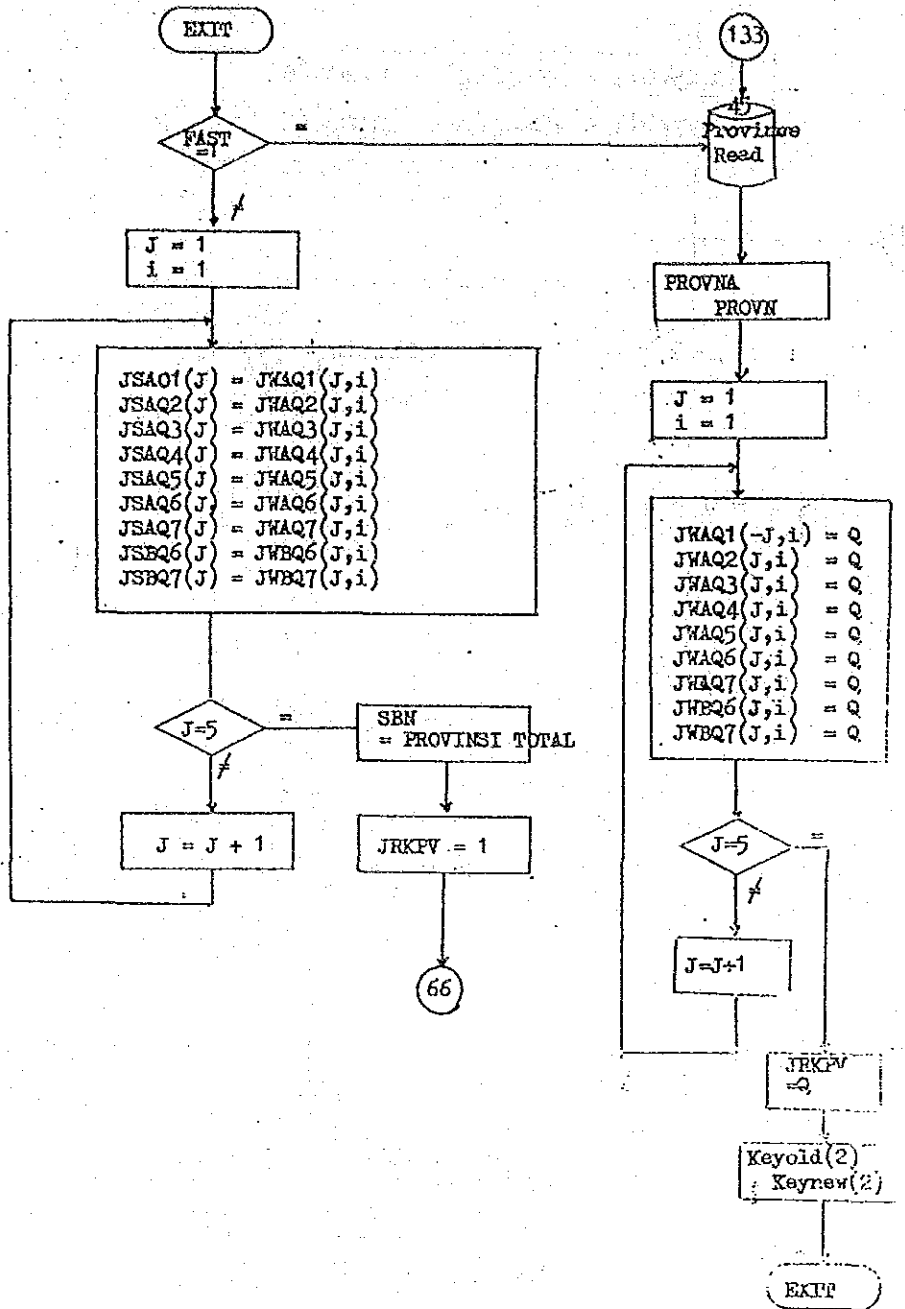 EXIT
FAST
=1
=
≠
J = 1
i = 1
JSAO1(J) = JWAQ1(J,i)
JSAQ2(J) = JWAQ2(J,i)
JSAQ3(J) = JWAQ3(J,i)
JSAQ4(J) = JWAQ4(J,i)
JSAQ5(J) = JWAQ5(J,i)
JSAQ6(J) = JWAQ6(J,i)
JSAQ7(J) = JWAQ7(J,i)
JSBQ6(J) = JWBQ6(J,i)
JSBQ7(J) = JWBQ7(J,i)
J=5
=
≠
J = J + 1
SBN
= PROVINSI TOTAL
JRKPV = 1
66
133
45
Province
Read
PROVNA
PROVN
J = 1
i = 1
JWAQ1(-J,i) = Q
JWAQ2(J,i) = Q
JWAQ3(J,i) = Q
JWAQ4(J,i) = Q
JWAQ5(J,i) = Q
JWAQ6(J,i) = Q
JWAQ7(J,i) = Q
JWBQ6(J,i) = Q
JWBQ7(J,i) = Q
J=5
=
≠
J=J+1
JRKPV
=Q
Keyold(2)
Keynew(2)
EXIT